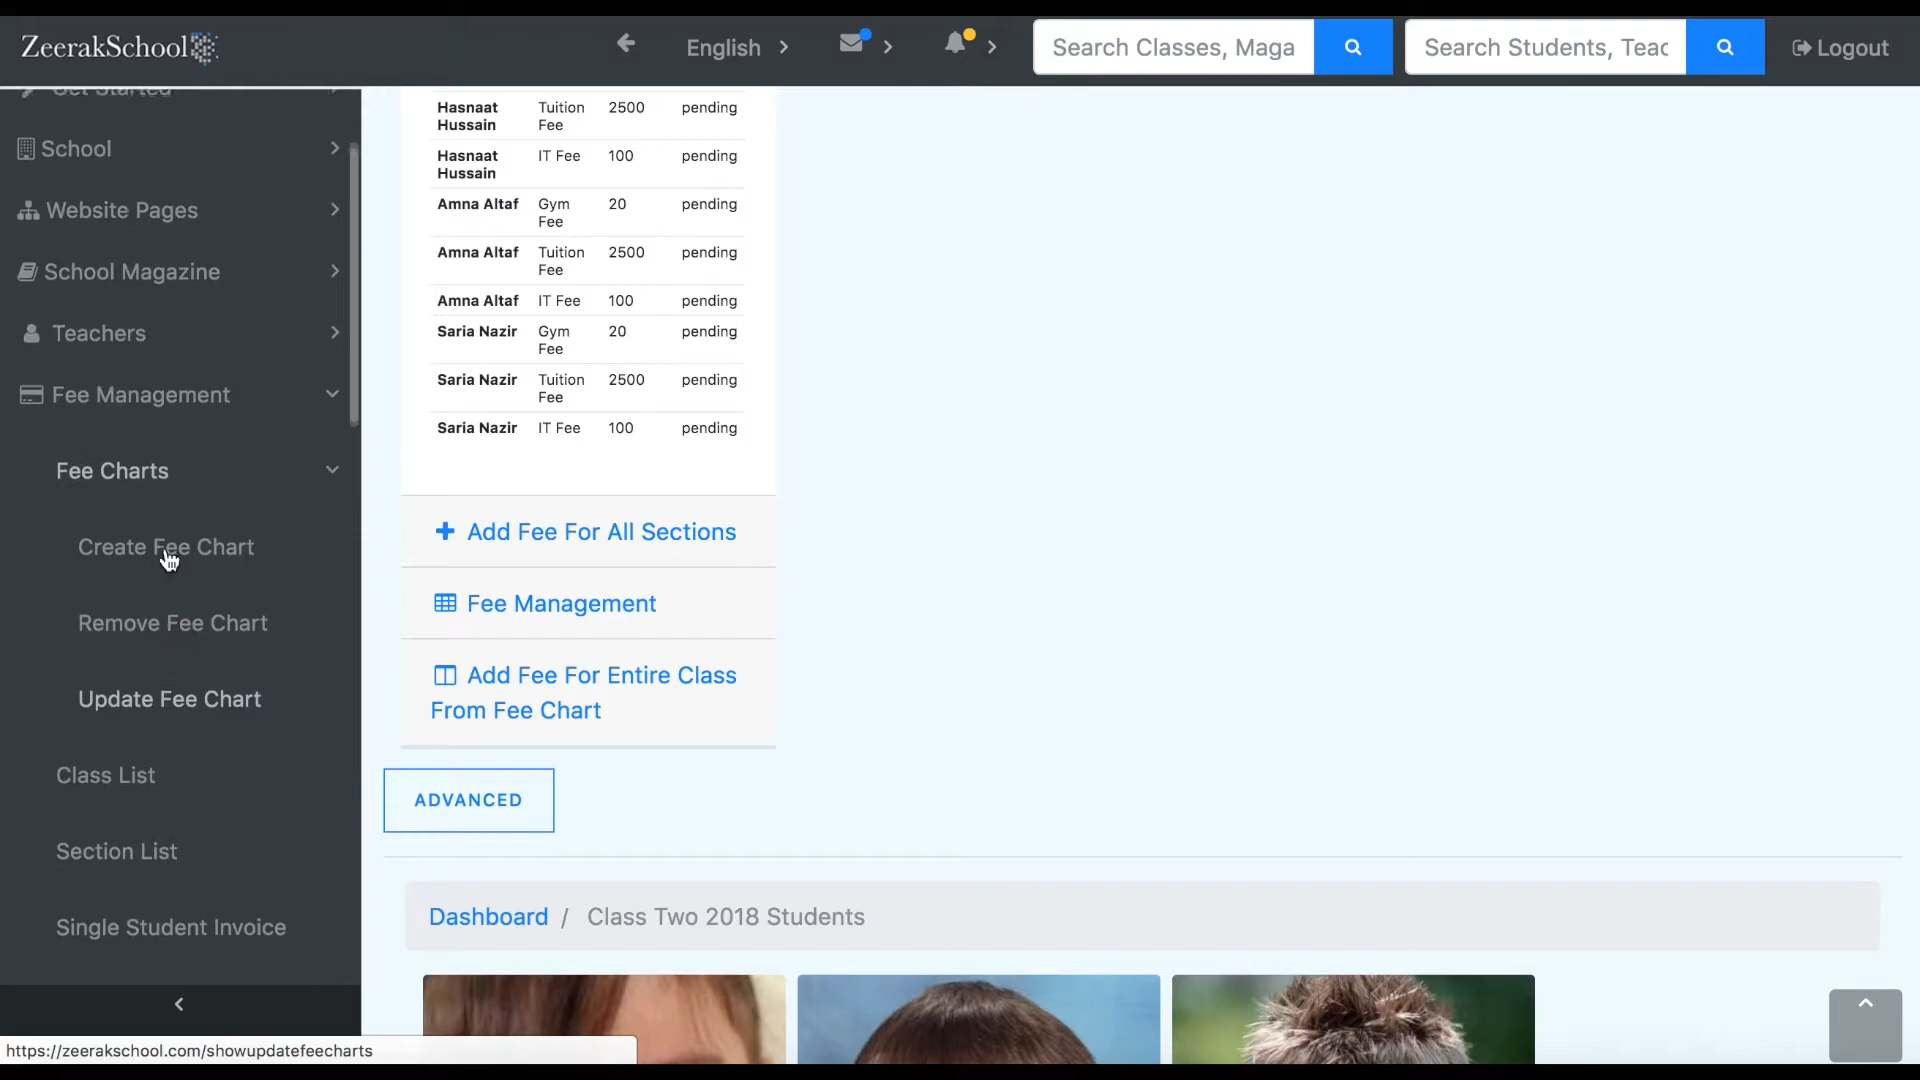 ZeerakSchool
English
Search Classes, Maga
Search Students, Teac
Logout
Get Started
School
Website Pages
School Magazine
Teachers
Fee Management
Fee Charts
Create Fee Chart
Remove Fee Chart
Update Fee Chart
Class List
Section List
Single Student Invoice
Hasnaat Tuition 2500 pending
Hussain Fee
Hasnaat IT Fee 100 pending
Hussain
Amna Altaf Gym 20 pending
Fee
Amna Altaf Tuition 2500 pending
Fee
Amna Altaf IT Fee 100 pending
Saria Nazir Gym 20 pending
Fee
Saria Nazir Tuition 2500 pending
Fee
Saria Nazir IT Fee 100 pending
Add Fee For All Sections
Fee Management
Add Fee For Entire Class
From Fee Chart
ADVANCED
Dashboard / Class Two 2018 Students
https://zeerakschool.com/showupdatefeecharts